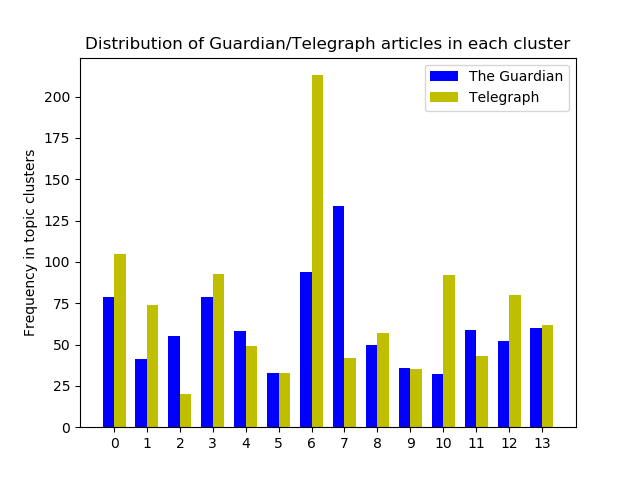 Distribution of Guardian/Telegraph articles in each cluster
The Guardian
Telegraph
Frequency in topic clusters
200
175
150
125
100
75
50
25
0
0 1 2 3 4 5 6 7 8 9 10 11 12 13